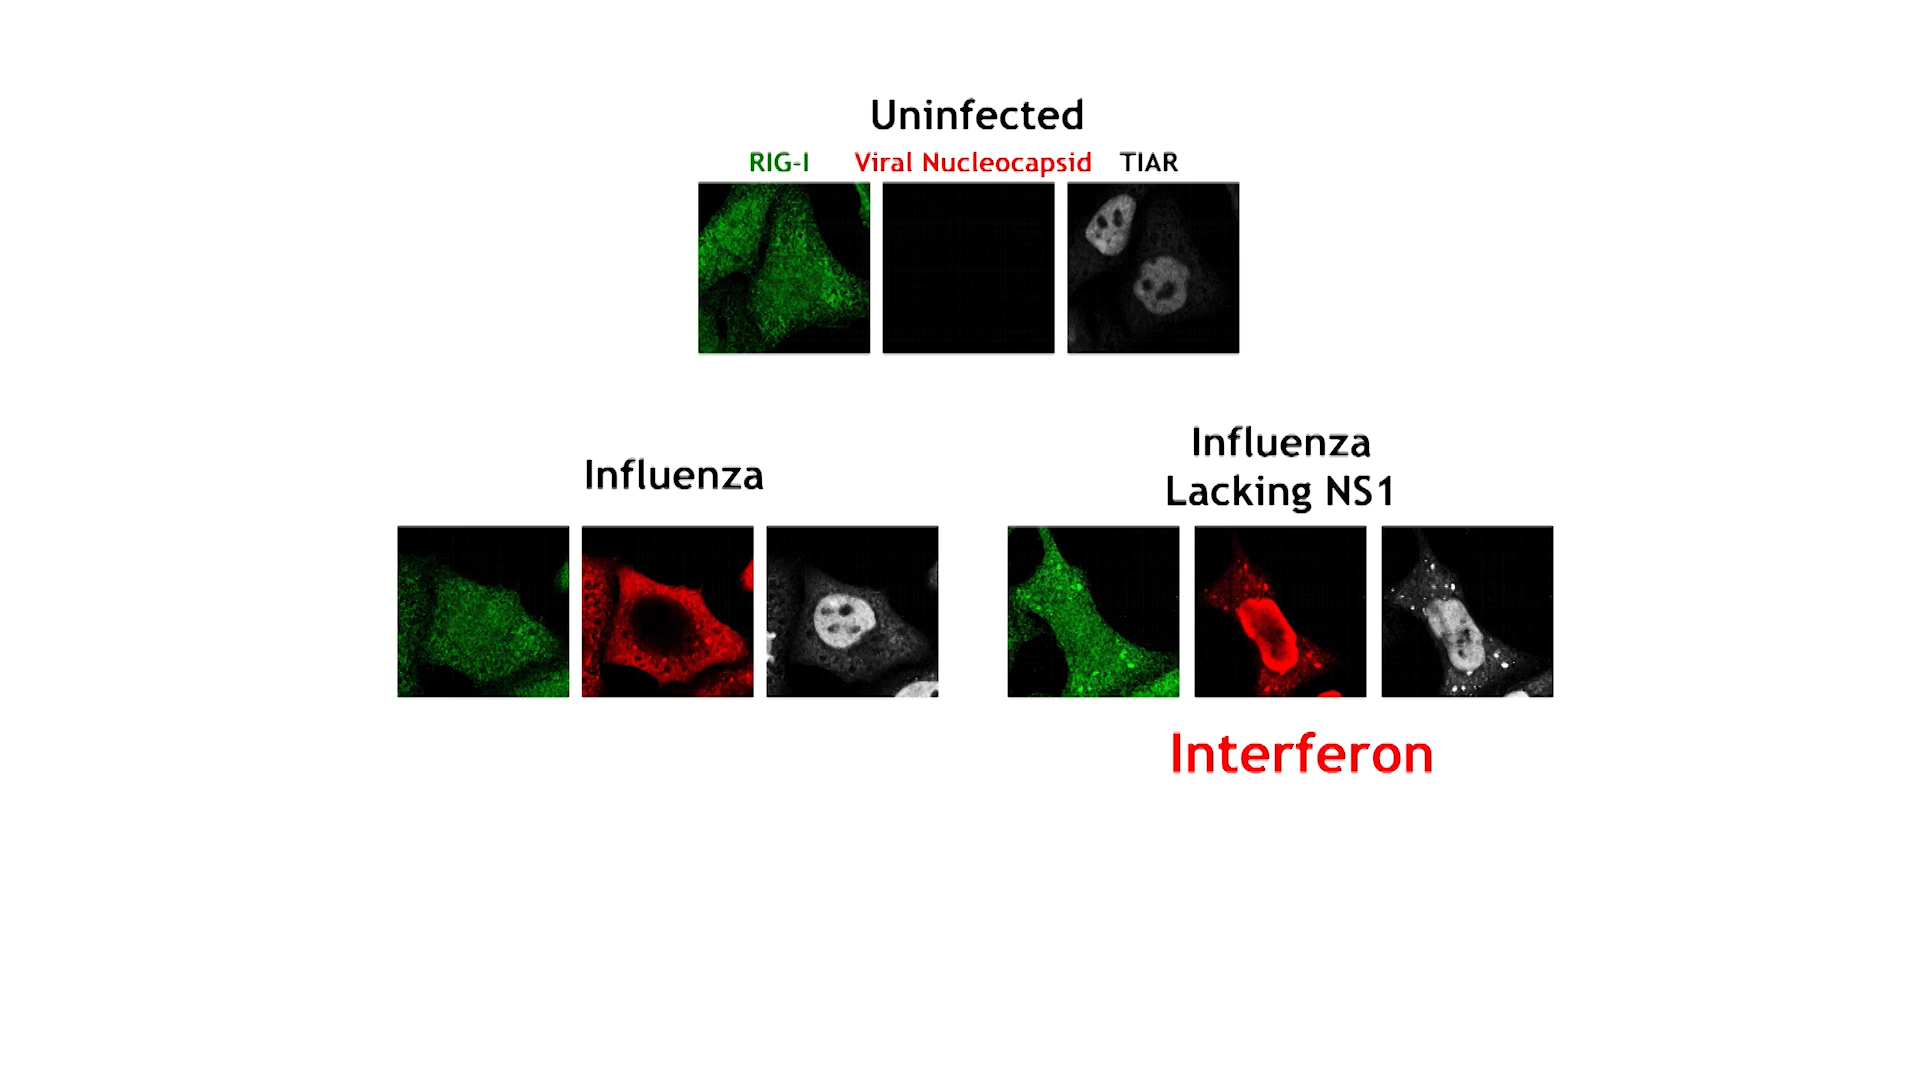 Uninfected
RIG-I Viral Nucleocapsid TIAR
Influenza
Influenza
Lacking NS1
Interferon